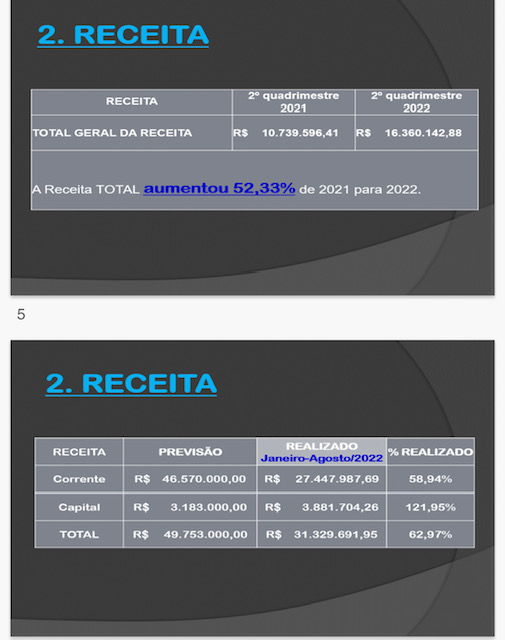 2. RECEITA
RECEITA 2º quadrimestre 2021 2º quadrimestre 2022
TOTAL GERAL DA RECEITA R$ 10.739.596,41 R$ 16.360.142,88
A Receita TOTAL aumentou 52,33% de 2021 para 2022.
5
2. RECEITA
RECEITA PREVISÃO REALIZADO Janeiro-Agosto/2022 % REALIZADO
Corrente R$ 46.570.000,00 R$ 27.447.987,69 58,94%
Capital R$ 3.183.000,00 R$ 3.881.704,26 121,95%
TOTAL R$ 49.753.000,00 R$ 31.329.691,95 62,97%